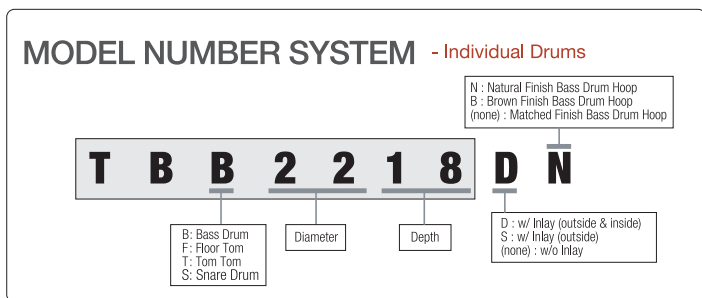 MODEL NUMBER SYSTEM - Individual Drums
N : Natural Finish Bass Drum Hoop
B : Brown Finish Bass Drum Hoop
(none) : Matched Finish Bass Drum Hoop
T B B 2 2 1 8 D N
B: Bass Drum
F: Floor Tom
T: Tom Tom
S: Snare Drum
Diameter
Depth
D : w/ Inlay (outside & inside)
S : w/ Inlay (outside)
(none) : w/o Inlay